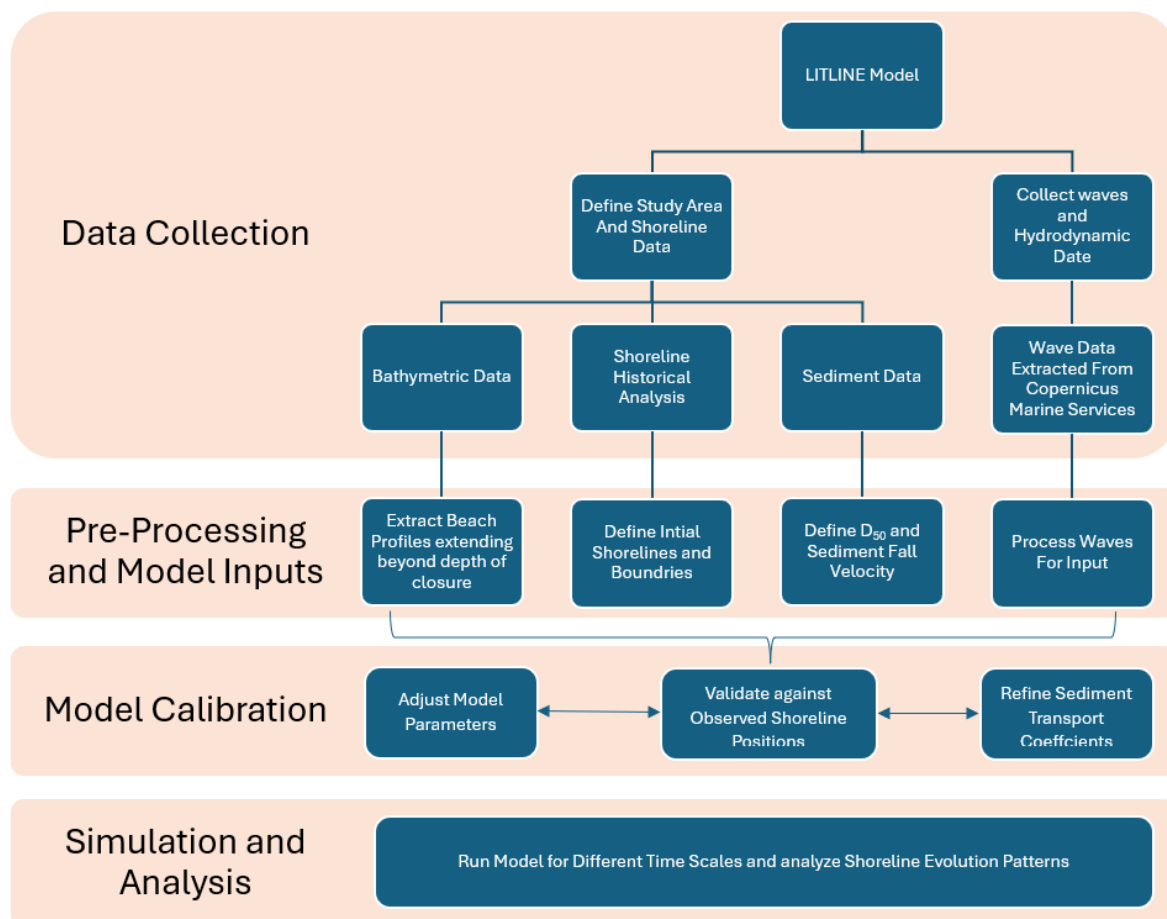 LITLINE Model
Data Collection
Define Study Area
And Shoreline
Data
Collect waves
and
Hydrodynamic
Date
Bathymetric Data
Shoreline
Historical
Analysis
Sediment Data
Wave Data
Extracted From
Copernicus
Marine Services
Pre-Processing
and Model Inputs
Extract Beach
Profiles extending
beyond depth of
closure
Define Intial
Shorelines and
Boundries
Define D₅₀ and
Sediment Fall
Velocity
Process Waves
For Input
Model Calibration
Adjust Model
Parameters
Validate against
Observed Shoreline
Positions
Refine Sediment
Transport
Coeffcients
Simulation and
Analysis
Run Model for Different Time Scales and analyze Shoreline Evolution Patterns